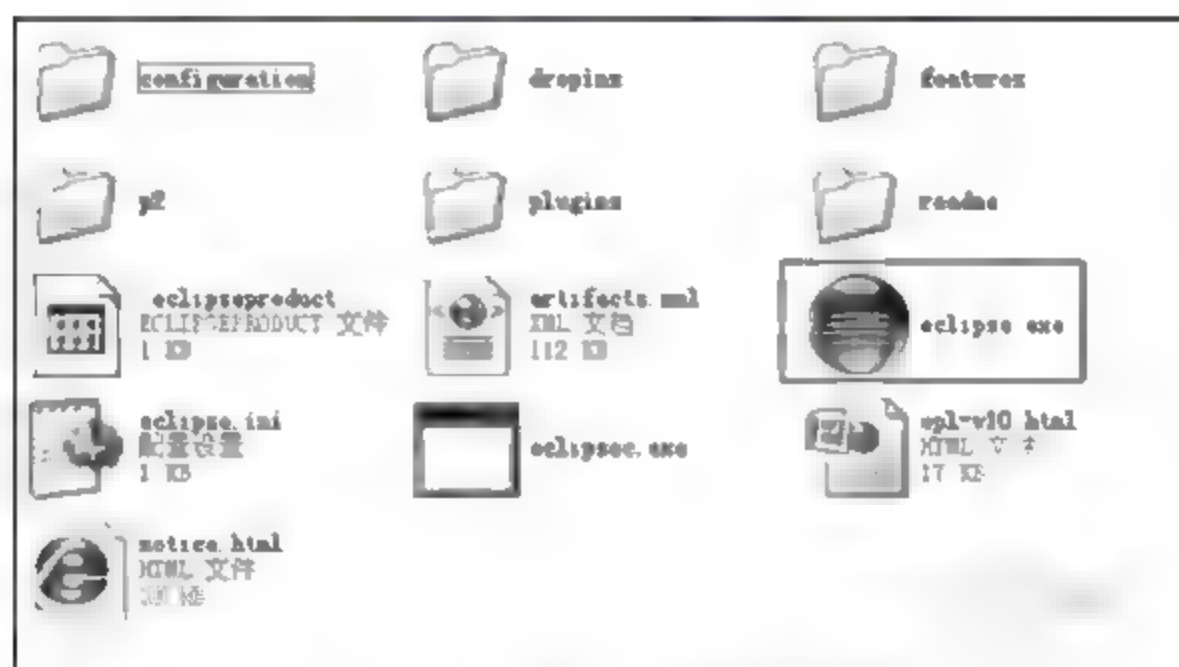 configuration
dropins
features
p2
plugins
readme
.eclipseproduct
ECLIPSEPRODUCT 文件
1 KB
artifacts.xml
XML 文档
112 KB
eclipse.exe
eclipse.ini
配置设置
1 KB
eclipsec.exe
epl-v10.html
HTML 文件
17 KB
notice.html
HTML 文件